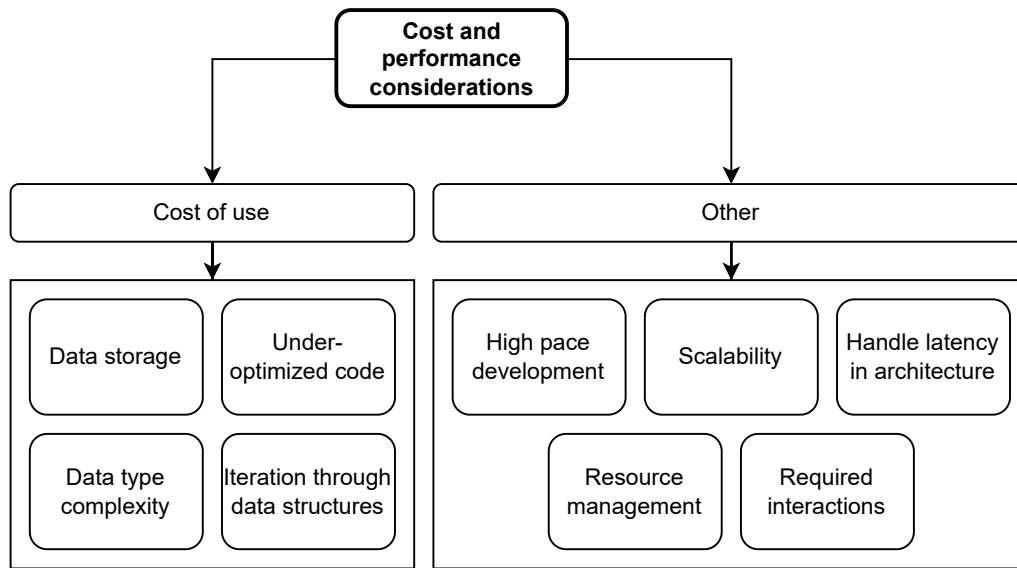 Cost and
performance
considerations
Cost of use
Other
Data storage
Under-
optimized code
Data type
complexity
Iteration through
data structures
High pace
development
Scalability
Handle latency
in architecture
Resource
management
Required
interactions